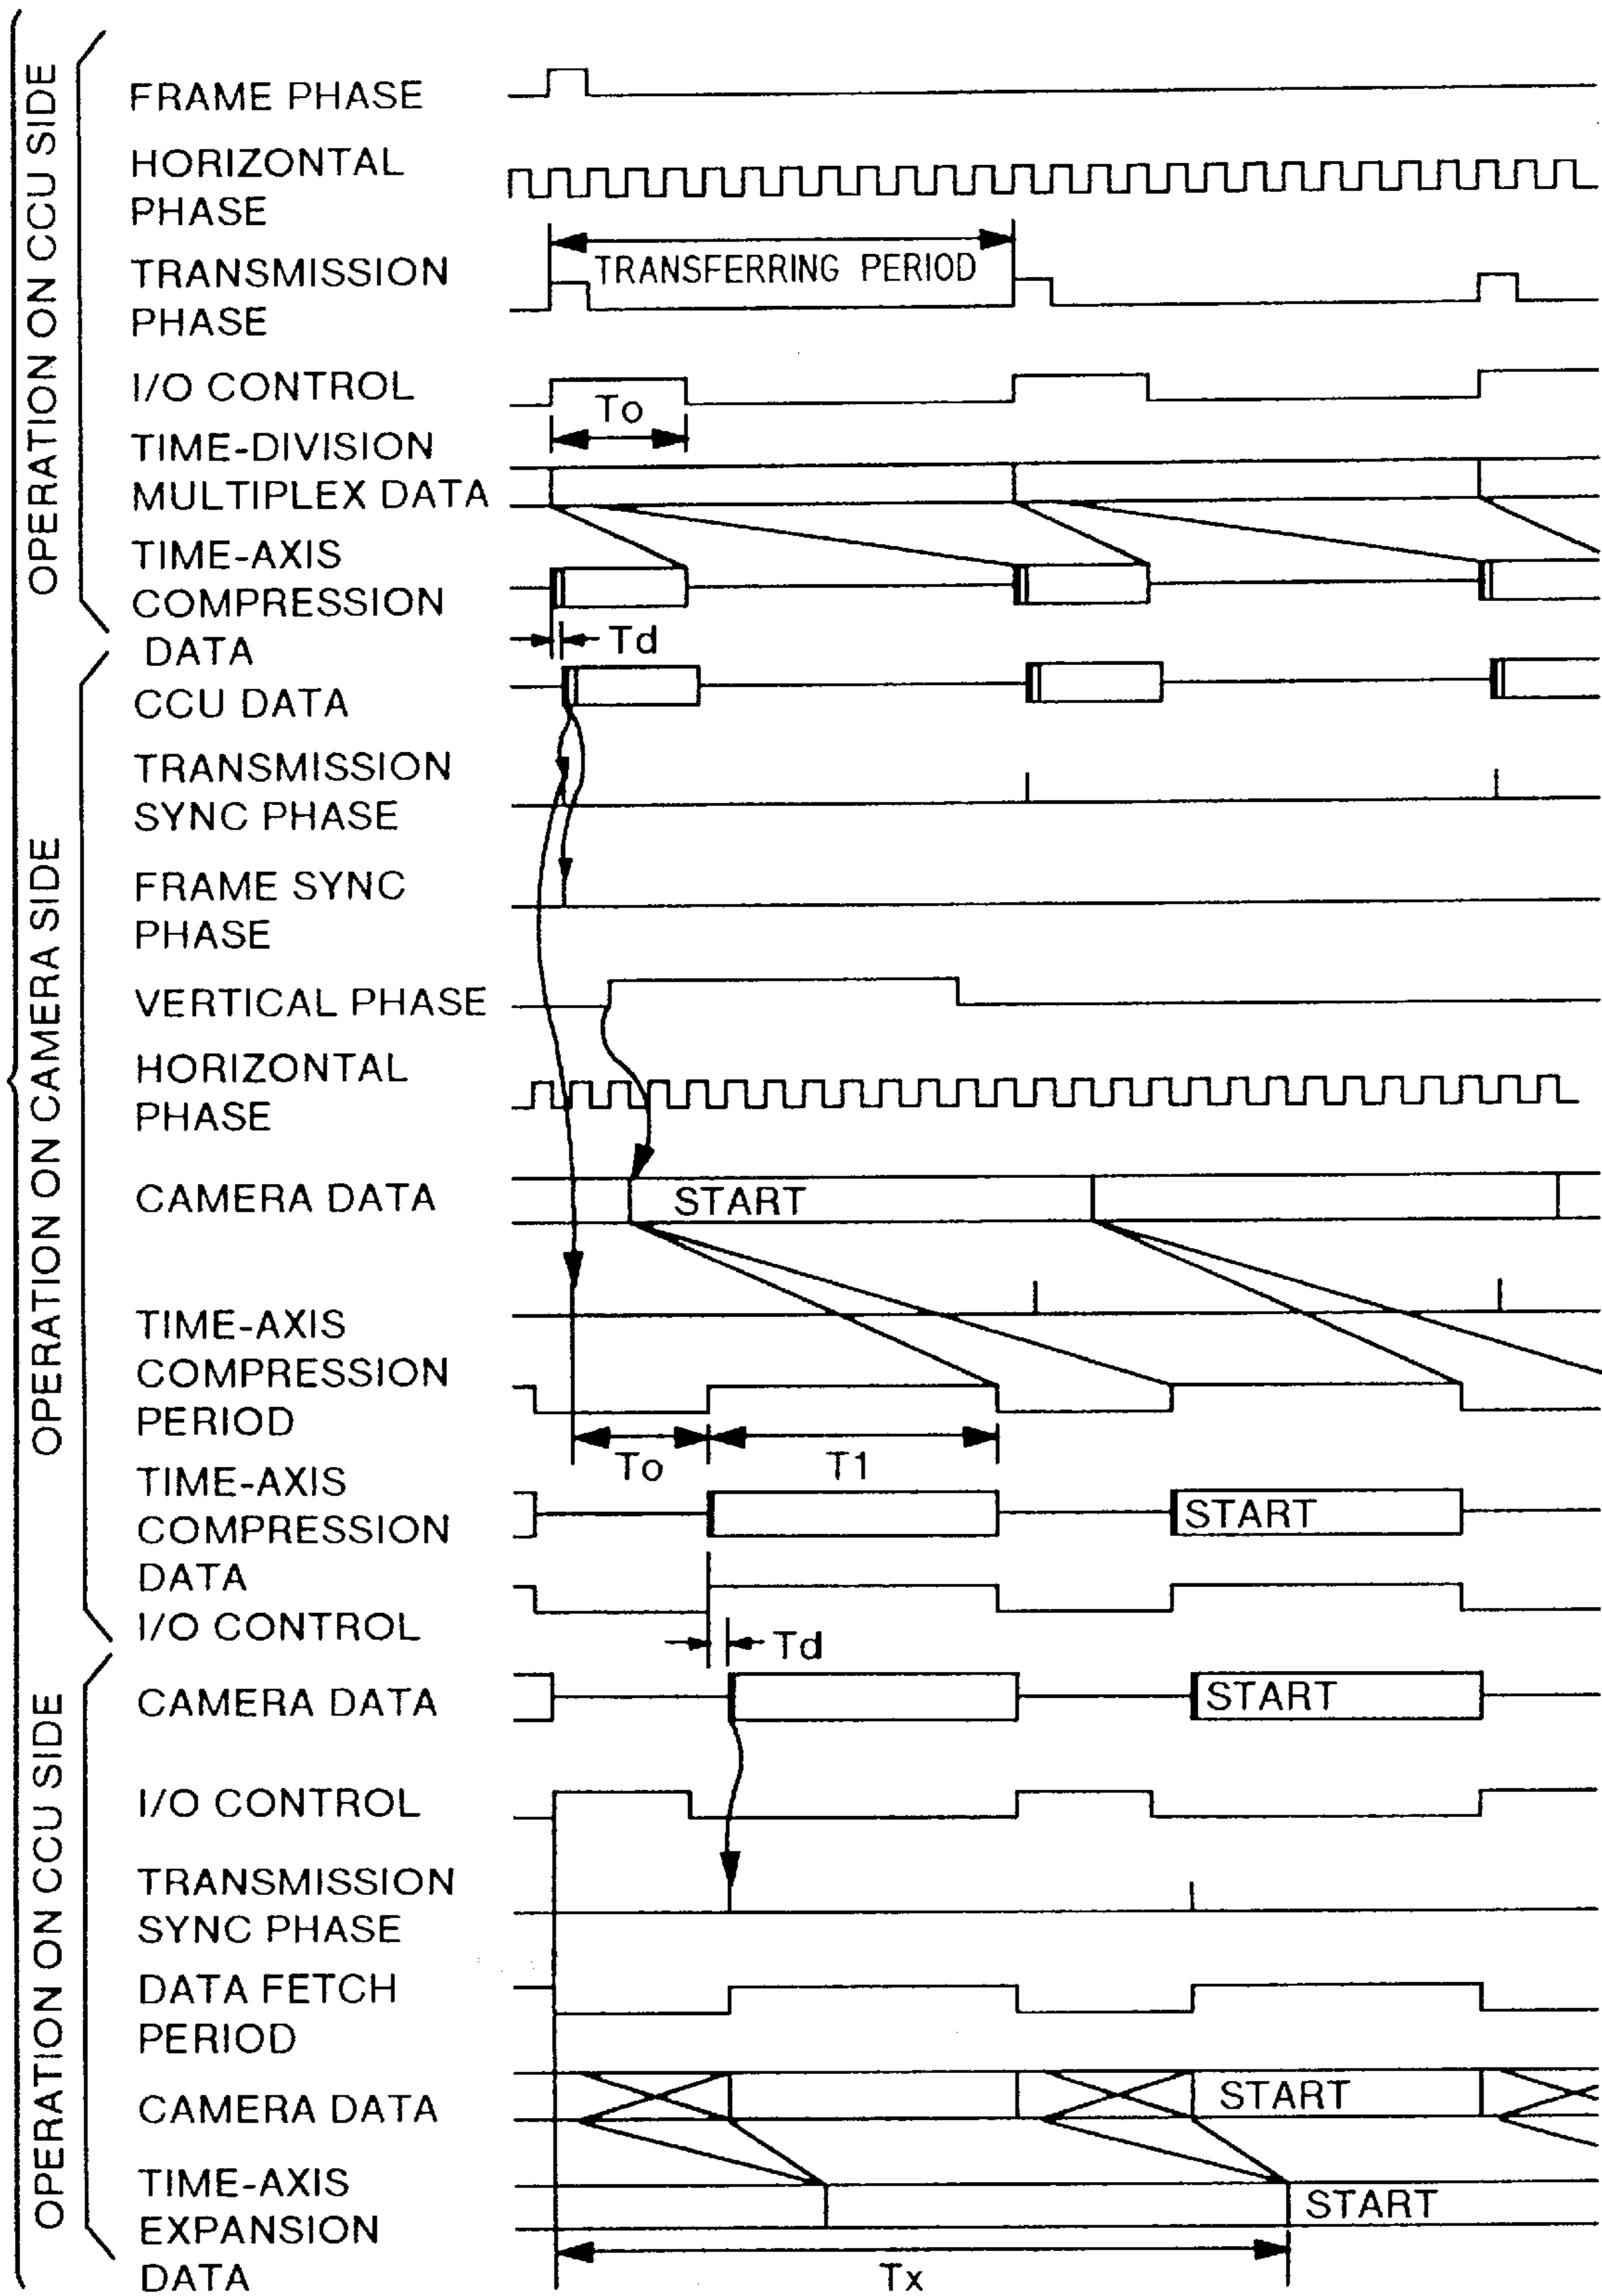 OPERATION ON CCU SIDE
FRAME PHASE
HORIZONTAL
PHASE
TRANSMISSION
PHASE
TRANSFERRING PERIOD
I/O CONTROL
To
TIME-DIVISION
MULTIPLEX DATA
TIME-AXIS
COMPRESSION
DATA
Td
OPERATION ON CAMERA SIDE
CCU DATA
TRANSMISSION
SYNC PHASE
FRAME SYNC
PHASE
VERTICAL PHASE
HORIZONTAL
PHASE
CAMERA DATA
START
TIME-AXIS
COMPRESSION
PERIOD
To
T1
TIME-AXIS
COMPRESSION
DATA
START
I/O CONTROL
Td
OPERATION ON CCU SIDE
CAMERA DATA
START
I/O CONTROL
TRANSMISSION
SYNC PHASE
DATA FETCH
PERIOD
CAMERA DATA
START
TIME-AXIS
EXPANSION
DATA
START
Tx